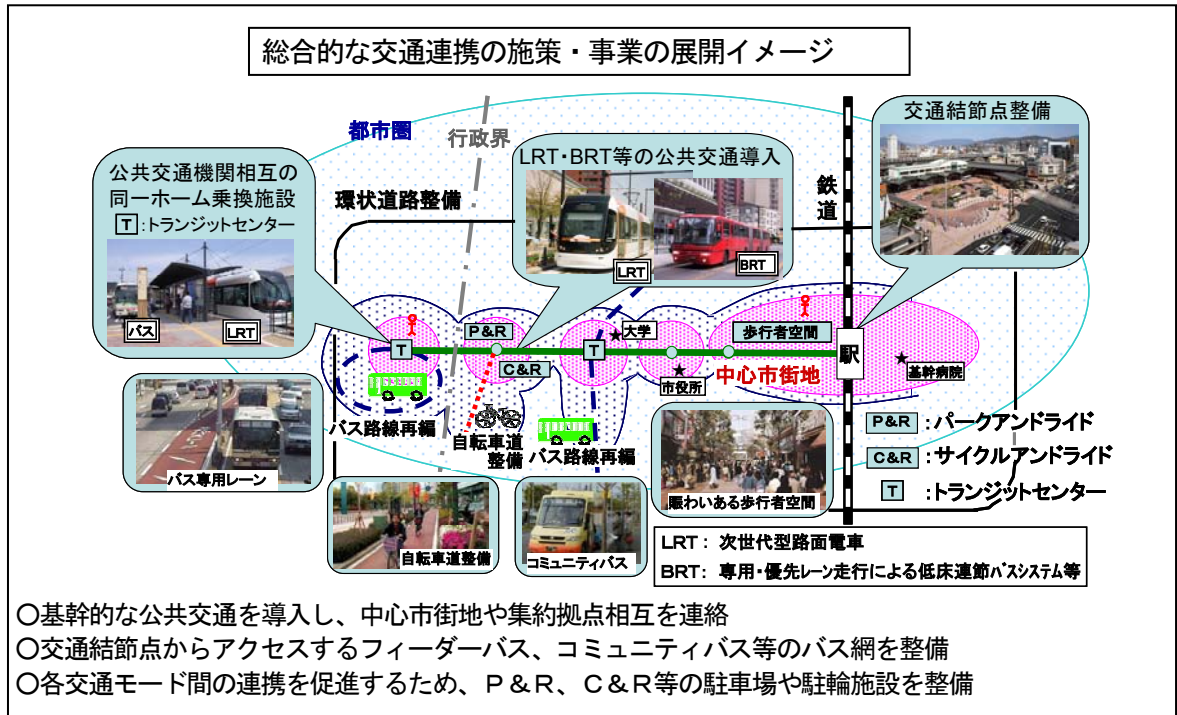 総合的な交通連携の施策・事業の展開イメージ
都市圏
行政界
環状道路整備
鉄道
公共交通機関相互の
同一ホーム乗換施設
T:トランジットセンター
バス
LRT
LRT・BRT等の公共交通導入
LRT
BRT
交通結節点整備
P&R
C&R
T
T
大学
市役所
歩行者空間
中心市街地
駅
基幹病院
バス路線再編
自転車道
整備
バス路線再編
バス専用レーン
自転車道整備
コミュニティバス
賑わいある歩行者空間
P&R:パークアンドライド
C&R:サイクルアンドライド
T:トランジットセンター
LRT: 次世代型路面電車
BRT: 専用・優先レーン走行による低床連節バスシステム等
○基幹的な公共交通を導入し、中心市街地や集約拠点相互を連絡
○交通結節点からアクセスするフィーダーバス、コミュニティバス等のバス網を整備
○各交通モード間の連携を促進するため、P&R、C&R等の駐車場や駐輪施設を整備